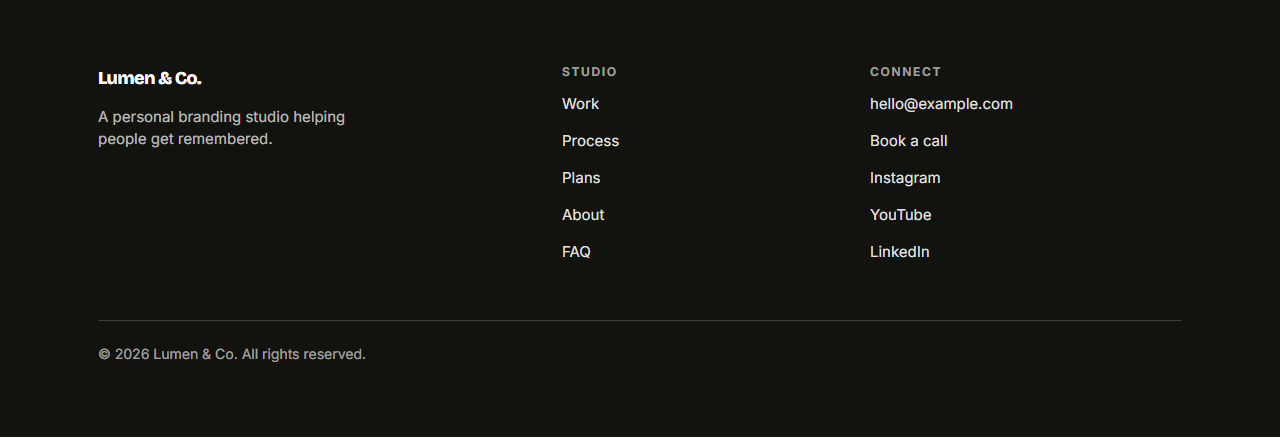 Lumen & Co.
A personal branding studio helping
people get remembered.
STUDIO
Work
Process
Plans
About
FAQ
CONNECT
hello@example.com
Book a call
Instagram
YouTube
LinkedIn
© 2026 Lumen & Co. All rights reserved.